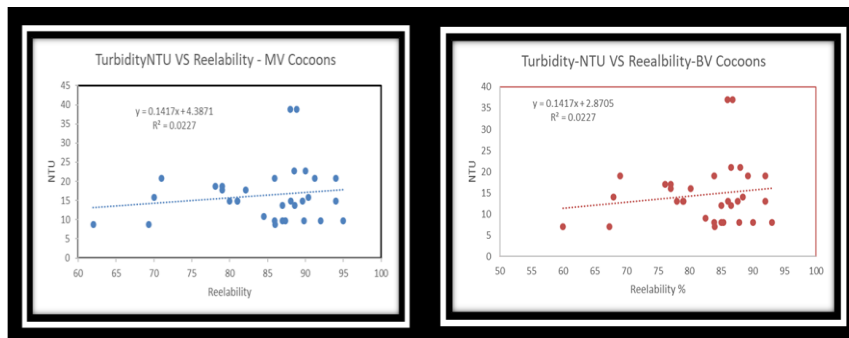 TurbidityNTU VS Reelability - MV Cocoons
y = 0.1417x + 4.3871
R² = 0.0227
NTU
45
40
35
30
25
20
15
10
5
0
60 65 70 75 80 85 90 95 100
Reelability
Turbidity-NTU VS Reealbility-BV Cocoons
y = 0.1417x + 2.8705
R² = 0.0227
NTU
40
35
30
25
20
15
10
5
0
50 55 60 65 70 75 80 85 90 95 100
Reelability %